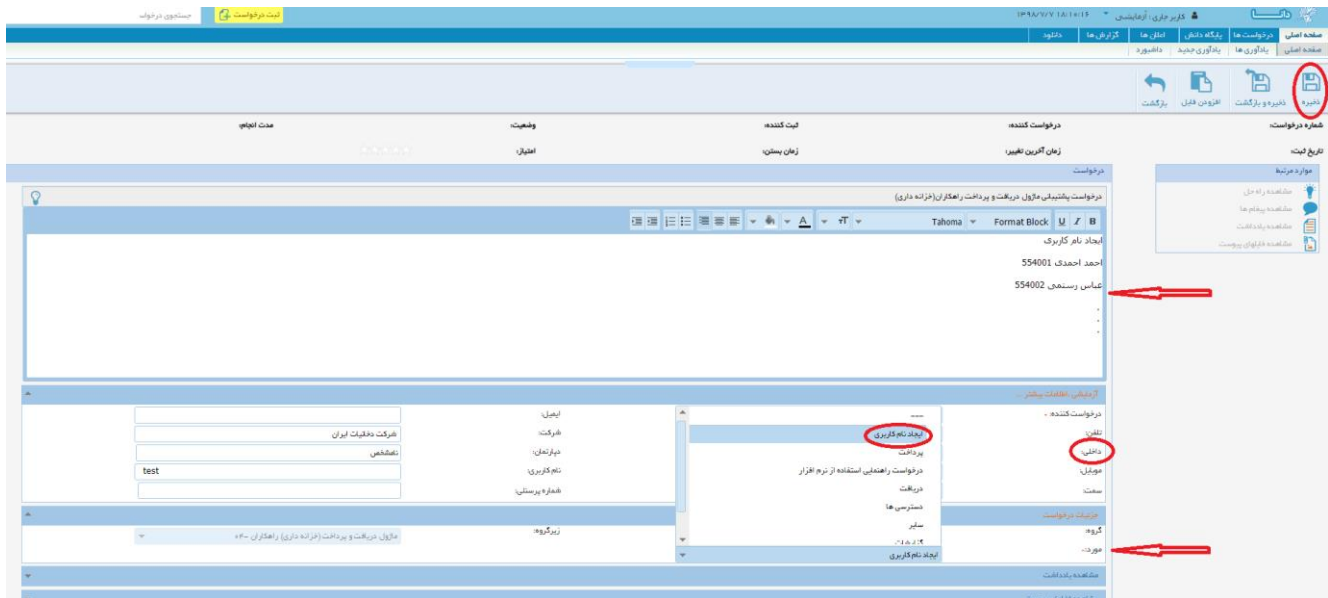 ثبت درخواست
کاربر جاری: آزمایشی
۱۳۹۸/۷/۷ ۱۸:۱۰:۱۶
صفحه اصلی درخواست ها پایگاه دانش اعلان ها گزارش ها دانلود
صفحه اصلی یادآوری ها یادآوری جدید داشبورد
ذخیره ذخیره و بازگشت افزودن فایل بازگشت
شماره درخواست: درخواست کننده: ثبت کننده: وضعیت: مدت انجام:
تاریخ ثبت: زمان آخرین تغییر: زمان بستن: امتیاز:
موارد مرتبط
مشاهده راه حل
مشاهده پیغام ها
مشاهده یادداشت
مشاهده فایلهای پیوست
درخواست
درخواست پشتیبانی ماژول دریافت و پرداخت راهکاران(خزانه داری)
B I U Format Block Tahoma
ایجاد نام کاربری
احمد احمدی 554001
عباس رستمی 554002
.
.
.
درخواست کننده: - ایمیل:
تلفن: شرکت: شرکت دخانیات ایران
داخلی: دپارتمان: نامشخص
موبایل: نام کاربری: test
سمت: شماره پرسنلی:
---
ایجاد نام کاربری
پرداخت
درخواست راهنمایی استفاده از نرم افزار
دریافت
دسترسی ها
سایر
جزییات درخواست
گروه: زیرگروه: ماژول دریافت و پرداخت (خزانه داری) راهکاران
مورد: ایجاد نام کاربری
مشاهده یادداشت